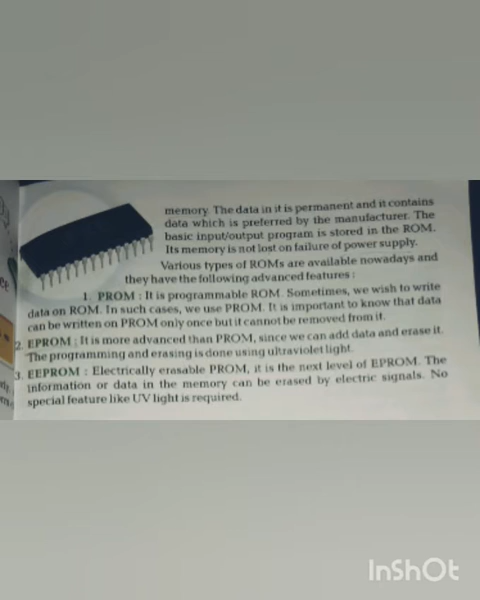 memory. The data in it is permanent and it contains
data which is preferred by the manufacturer. The
basic input/output program is stored in the ROM.
Its memory is not lost on failure of power supply.
Various types of ROMs are available nowadays and
they have the following advanced features :
1. PROM : It is programmable ROM. Sometimes, we wish to write
data on ROM. In such cases, we use PROM. It is important to know that data
can be written on PROM only once but it cannot be removed from it.
2. EPROM : It is more advanced than PROM, since we can add data and erase it.
The programming and erasing is done using ultraviolet light.
3. EEPROM : Electrically erasable PROM, it is the next level of EPROM. The
information or data in the memory can be erased by electric signals. No
special feature like UV light is required.
InShOt